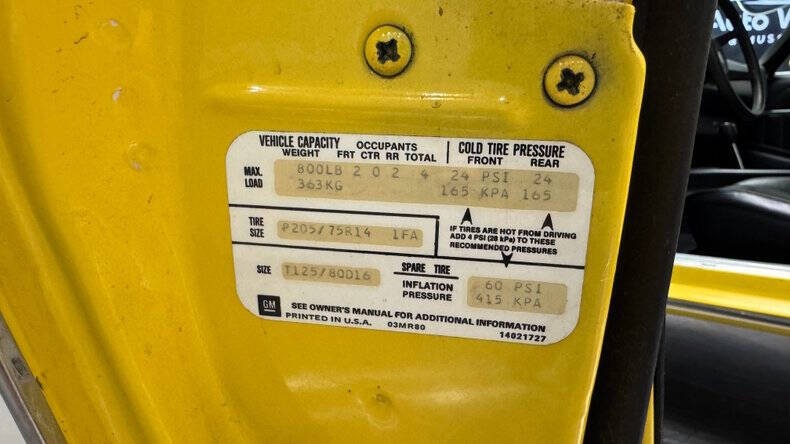 VEHICLE CAPACITY OCCUPANTS COLD TIRE PRESSURE
WEIGHT FRT CTR RR TOTAL FRONT REAR
MAX. LOAD 800LB 2 0 2 4 24 PSI 24
363KG 165 KPA 165
TIRE SIZE P205/75R14 1FA
IF TIRES ARE HOT FROM DRIVING
ADD 4 PSI (28 kPa) TO THESE
RECOMMENDED PRESSURES
SIZE T125/80D16 SPARE TIRE
INFLATION PRESSURE 60 PSI
415 KPA
GM SEE OWNER'S MANUAL FOR ADDITIONAL INFORMATION
PRINTED IN U.S.A. 03MR80 14021727